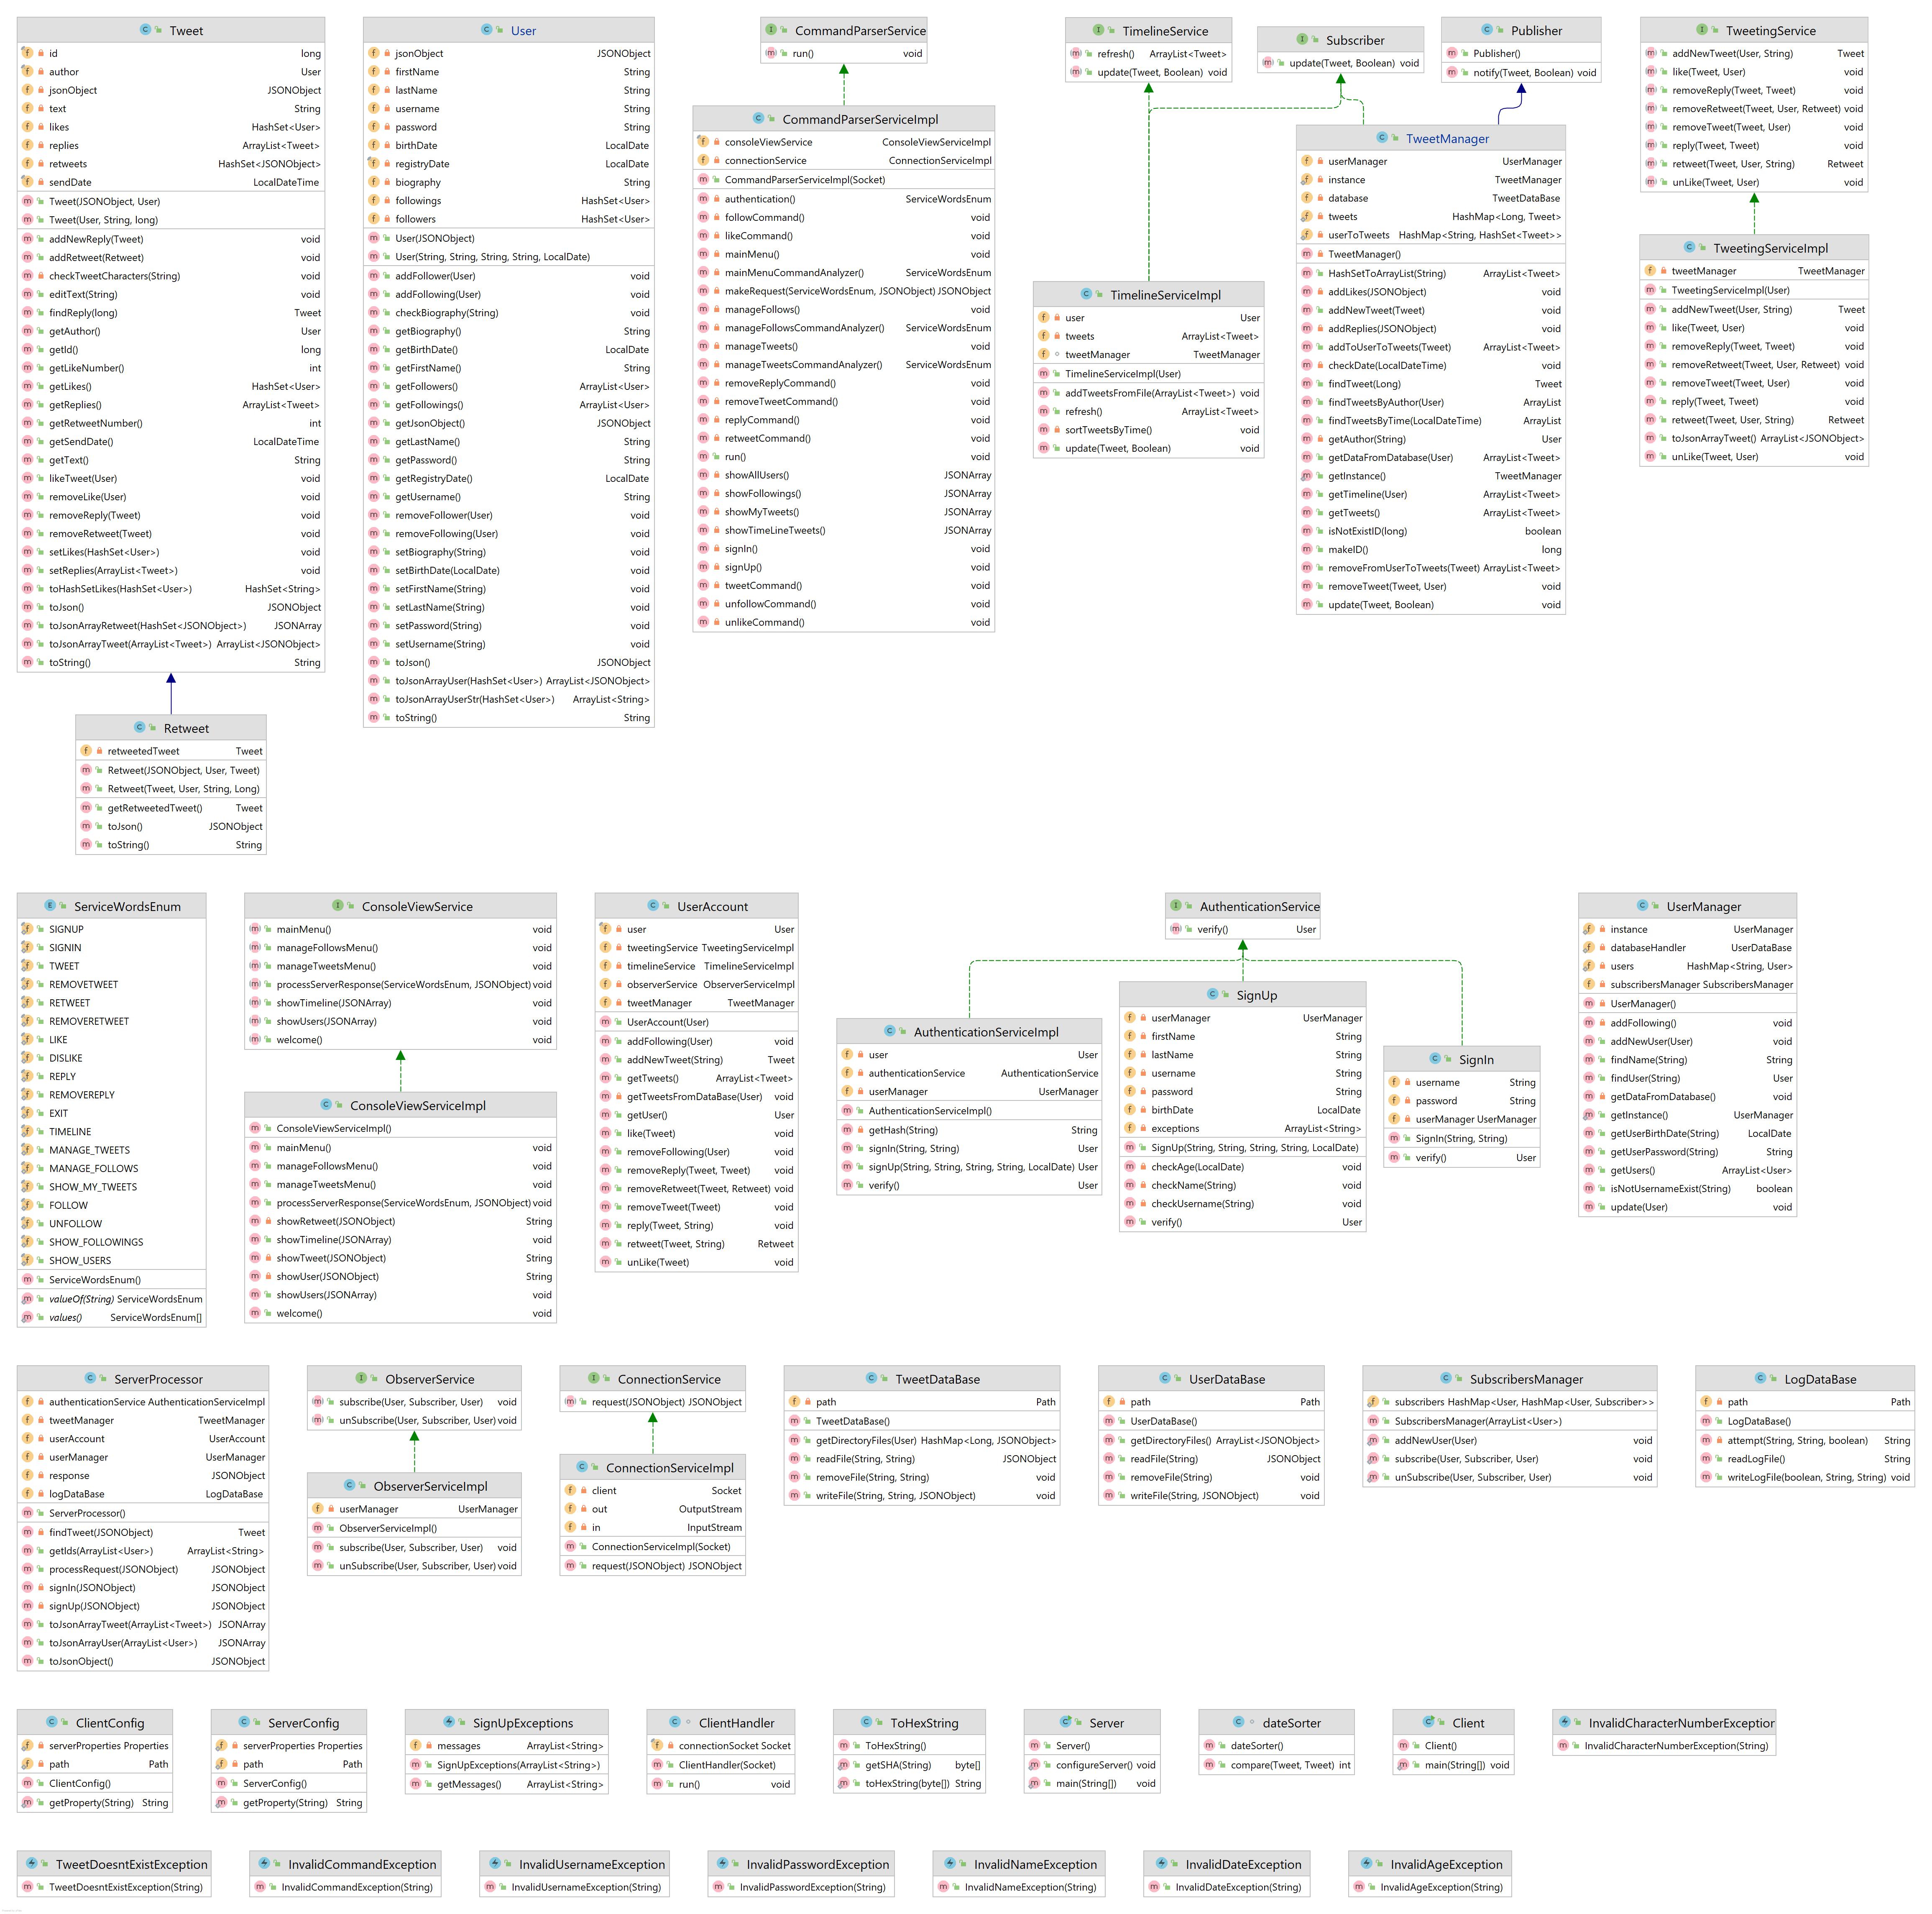 Tweet
id long
author User
jsonObject JSONObject
text String
likes HashSet<User>
replies ArrayList<Tweet>
retweets HashSet<JSONObject>
sendDate LocalDateTime
Tweet(JSONObject, User)
Tweet(User, String, long)
addNewReply(Tweet) void
addRetweet(Retweet) void
checkTweetCharacters(String) void
editText(String) void
findReply(long) Tweet
getAuthor() User
getId() long
getLikeNumber() int
getLikes() HashSet<User>
getReplies() ArrayList<Tweet>
getRetweetNumber() int
getSendDate() LocalDateTime
getText() String
likeTweet(User) void
removeLike(User) void
removeReply(Tweet) void
removeRetweet(Tweet) void
setLikes(HashSet<User>) void
setReplies(ArrayList<Tweet>) void
toHashSetLikes(HashSet<User>) HashSet<String>
toJson() JSONObject
toJsonArrayRetweet(HashSet<JSONObject>) JSONArray
toJsonArrayTweet(ArrayList<Tweet>) ArrayList<JSONObject>
toString() String
Retweet
retweetedTweet Tweet
Retweet(JSONObject, User, Tweet)
Retweet(Tweet, User, String, Long)
getRetweetedTweet() Tweet
toJson() JSONObject
toString() String
User
jsonObject JSONObject
firstName String
lastName String
username String
password String
birthDate LocalDate
registryDate LocalDate
biography String
followings HashSet<User>
followers HashSet<User>
User(JSONObject)
User(String, String, String, String, LocalDate)
addFollower(User) void
addFollowing(User) void
checkBiography(String) void
getBiography() String
getBirthDate() LocalDate
getFirstName() String
getFollowers() ArrayList<User>
getFollowings() ArrayList<User>
getJsonObject() JSONObject
getLastName() String
getPassword() String
getRegistryDate() LocalDate
getUsername() String
removeFollower(User) void
removeFollowing(User) void
setBiography(String) void
setBirthDate(LocalDate) void
setFirstName(String) void
setLastName(String) void
setPassword(String) void
setUsername(String) void
toJson() JSONObject
toJsonArrayUser(HashSet<User>) ArrayList<JSONObject>
toJsonArrayUserStr(HashSet<User>) ArrayList<String>
toString() String
CommandParserService
run() void
CommandParserServiceImpl
consoleViewService ConsoleViewServiceImpl
connectionService ConnectionServiceImpl
CommandParserServiceImpl(Socket)
authentication() ServiceWordsEnum
followCommand() void
likeCommand() void
mainMenu() void
mainMenuCommandAnalyzer() ServiceWordsEnum
makeRequest(ServiceWordsEnum, JSONObject) JSONObject
manageFollows() void
manageFollowsCommandAnalyzer() ServiceWordsEnum
manageTweets() void
manageTweetsCommandAnalyzer() ServiceWordsEnum
removeReplyCommand() void
removeTweetCommand() void
replyCommand() void
retweetCommand() void
run() void
showAllUsers() JSONArray
showFollowings() JSONArray
showMyTweets() JSONArray
showTimeLineTweets() JSONArray
signIn() void
signUp() void
tweetCommand() void
unfollowCommand() void
unlikeCommand() void
TimelineService
refresh() ArrayList<Tweet>
update(Tweet, Boolean) void
Subscriber
update(Tweet, Boolean) void
Publisher
Publisher()
notify(Tweet, Boolean) void
TimelineServiceImpl
user User
tweets ArrayList<Tweet>
tweetManager TweetManager
TimelineServiceImpl(User)
addTweetsFromFile(ArrayList<Tweet>) void
refresh() ArrayList<Tweet>
sortTweetsByTime() void
update(Tweet, Boolean) void
TweetManager
userManager UserManager
instance TweetManager
database TweetDataBase
tweets HashMap<Long, Tweet>
userToTweets HashMap<String, HashSet<Tweet>>
TweetManager()
HashSetToArrayList(String) ArrayList<Tweet>
addLikes(JSONObject) void
addNewTweet(Tweet) void
addReplies(JSONObject) void
addToUserToTweets(Tweet) ArrayList<Tweet>
checkDate(LocalDateTime) void
findTweet(Long) Tweet
findTweetsByAuthor(User) ArrayList
findTweetsByTime(LocalDateTime) ArrayList
getAuthor(String) User
getDataFromDatabase(User) ArrayList<Tweet>
getInstance() TweetManager
getTimeline(User) ArrayList<Tweet>
getTweets() ArrayList<Tweet>
isNotExistID(long) boolean
makeID() long
removeFromUserToTweets(Tweet) ArrayList<Tweet>
removeTweet(Tweet, User) void
update(Tweet, Boolean) void
TweetingService
addNewTweet(User, String) Tweet
like(Tweet, User) void
removeReply(Tweet, Tweet) void
removeRetweet(Tweet, User, Retweet) void
removeTweet(Tweet, User) void
reply(Tweet, Tweet) void
retweet(Tweet, User, String) Retweet
unLike(Tweet, User) void
TweetingServiceImpl
tweetManager TweetManager
TweetingServiceImpl(User)
addNewTweet(User, String) Tweet
like(Tweet, User) void
removeReply(Tweet, Tweet) void
removeRetweet(Tweet, User, Retweet) void
removeTweet(Tweet, User) void
reply(Tweet, Tweet) void
retweet(Tweet, User, String) Retweet
toJsonArrayTweet() ArrayList<JSONObject>
unLike(Tweet, User) void
ServiceWordsEnum
SIGNUP
SIGNIN
TWEET
REMOVETWEET
RETWEET
REMOVERETWEET
LIKE
DISLIKE
REPLY
REMOVEREPLY
EXIT
TIMELINE
MANAGE_TWEETS
MANAGE_FOLLOWS
SHOW_MY_TWEETS
FOLLOW
UNFOLLOW
SHOW_FOLLOWINGS
SHOW_USERS
ServiceWordsEnum()
valueOf(String) ServiceWordsEnum
values() ServiceWordsEnum[]
ConsoleViewService
mainMenu() void
manageFollowsMenu() void
manageTweetsMenu() void
processServerResponse(ServiceWordsEnum, JSONObject) void
showTimeline(JSONArray) void
showUsers(JSONArray) void
welcome() void
ConsoleViewServiceImpl
ConsoleViewServiceImpl()
mainMenu() void
manageFollowsMenu() void
manageTweetsMenu() void
processServerResponse(ServiceWordsEnum, JSONObject) void
showRetweet(JSONObject) String
showTimeline(JSONArray) void
showTweet(JSONObject) String
showUser(JSONObject) String
showUsers(JSONArray) void
welcome() void
UserAccount
user User
tweetingService TweetingServiceImpl
timelineService TimelineServiceImpl
observerService ObserverServiceImpl
tweetManager TweetManager
UserAccount(User)
addFollowing(User) void
addNewTweet(String) Tweet
getTweets() ArrayList<Tweet>
getTweetsFromDataBase(User) void
getUser() User
like(Tweet) void
removeFollowing(User) void
removeReply(Tweet, Tweet) void
removeRetweet(Tweet, Retweet) void
removeTweet(Tweet) void
reply(Tweet, String) void
retweet(Tweet, String) Retweet
unLike(Tweet) void
AuthenticationService
verify() User
AuthenticationServiceImpl
user User
authenticationService AuthenticationService
userManager UserManager
AuthenticationServiceImpl()
getHash(String) String
signIn(String, String) User
signUp(String, String, String, String, LocalDate) User
verify() User
SignUp
userManager UserManager
firstName String
lastName String
username String
password String
birthDate LocalDate
exceptions ArrayList<String>
SignUp(String, String, String, String, LocalDate)
checkAge(LocalDate) void
checkName(String) void
checkUsername(String) void
verify() User
SignIn
username String
password String
userManager UserManager
SignIn(String, String)
verify() User
UserManager
instance UserManager
databaseHandler UserDataBase
users HashMap<String, User>
subscribersManager SubscribersManager
UserManager()
addFollowing() void
addNewUser(User) void
findName(String) String
findUser(String) User
getDataFromDatabase() void
getInstance() UserManager
getUserBirthDate(String) LocalDate
getUserPassword(String) String
getUsers() ArrayList<User>
isNotUsernameExist(String) boolean
update(User) void
ServerProcessor
authenticationService AuthenticationServiceImpl
tweetManager TweetManager
userAccount UserAccount
userManager UserManager
response JSONObject
logDataBase LogDataBase
ServerProcessor()
findTweet(JSONObject) Tweet
getIds(ArrayList<User>) ArrayList<String>
processRequest(JSONObject) JSONObject
signIn(JSONObject) JSONObject
signUp(JSONObject) JSONObject
toJsonArrayTweet(ArrayList<Tweet>) JSONArray
toJsonArrayUser(ArrayList<User>) JSONArray
toJsonObject() JSONObject
ObserverService
subscribe(User, Subscriber, User) void
unSubscribe(User, Subscriber, User) void
ObserverServiceImpl
userManager UserManager
ObserverServiceImpl()
subscribe(User, Subscriber, User) void
unSubscribe(User, Subscriber, User) void
ConnectionService
request(JSONObject) JSONObject
ConnectionServiceImpl
client Socket
out OutputStream
in InputStream
ConnectionServiceImpl(Socket)
request(JSONObject) JSONObject
TweetDataBase
path Path
TweetDataBase()
getDirectoryFiles(User) HashMap<Long, JSONObject>
readFile(String, String) JSONObject
removeFile(String, String) void
writeFile(String, String, JSONObject) void
UserDataBase
path Path
UserDataBase()
getDirectoryFiles() ArrayList<JSONObject>
readFile(String) JSONObject
removeFile(String) void
writeFile(String, JSONObject) void
SubscribersManager
subscribers HashMap<User, HashMap<User, Subscriber>>
SubscribersManager(ArrayList<User>)
addNewUser(User) void
subscribe(User, Subscriber, User) void
unSubscribe(User, Subscriber, User) void
LogDataBase
path Path
LogDataBase()
attempt(String, String, boolean) String
readLogFile() String
writeLogFile(boolean, String, String) void
ClientConfig
serverProperties Properties
path Path
ClientConfig()
getProperty(String) String
ServerConfig
serverProperties Properties
path Path
ServerConfig()
getProperty(String) String
SignUpExceptions
messages ArrayList<String>
SignUpExceptions(ArrayList<String>)
getMessages() ArrayList<String>
ClientHandler
connectionSocket Socket
ClientHandler(Socket)
run() void
ToHexString
ToHexString()
getSHA(String) byte[]
toHexString(byte[]) String
Server
Server()
configureServer() void
main(String[]) void
dateSorter
dateSorter()
compare(Tweet, Tweet) int
Client
Client()
main(String[]) void
InvalidCharacterNumberException
InvalidCharacterNumberException(String)
TweetDoesntExistException
TweetDoesntExistException(String)
InvalidCommandException
InvalidCommandException(String)
InvalidUsernameException
InvalidUsernameException(String)
InvalidPasswordException
InvalidPasswordException(String)
InvalidNameException
InvalidNameException(String)
InvalidDateException
InvalidDateException(String)
InvalidAgeException
InvalidAgeException(String)